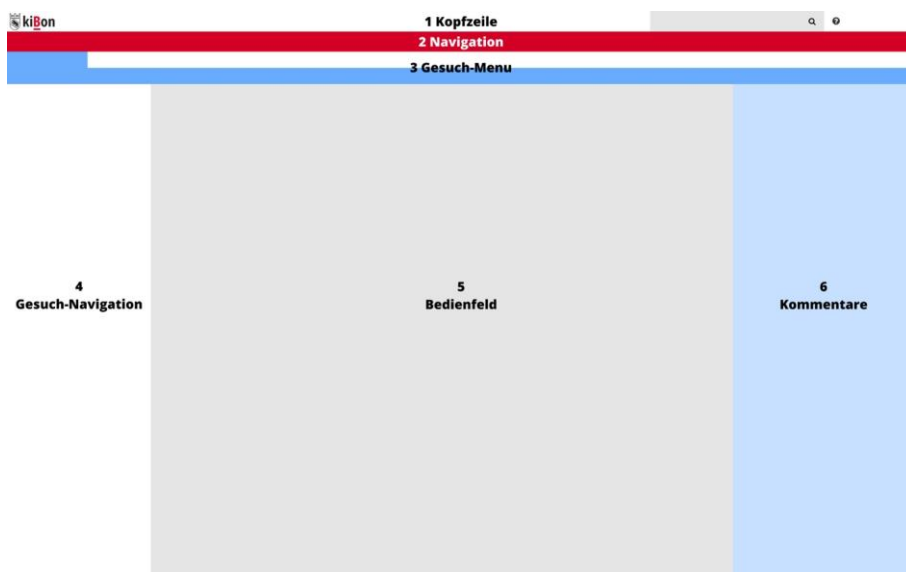 kiBon
1 Kopfzeile
2 Navigation
3 Gesuch-Menu
4
Gesuch-Navigation
5
Bedienfeld
6
Kommentare